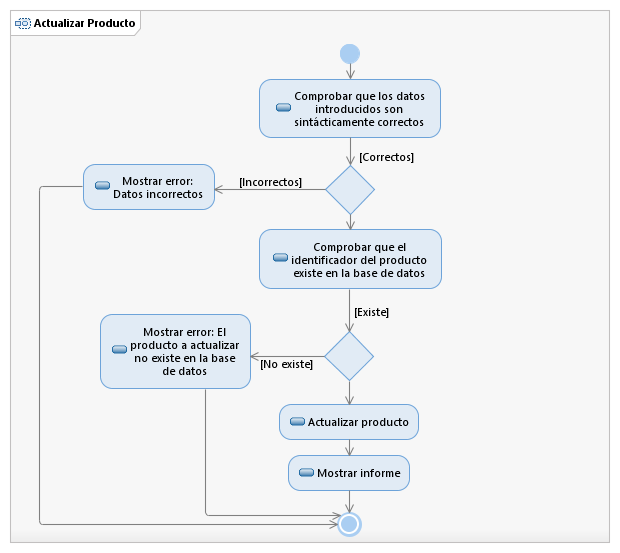 Actualizar Producto
Comprobar que los datos
introducidos son
sintácticamente correctos
[Correctos]
[Incorrectos]
Mostrar error:
Datos incorrectos
Comprobar que el
identificador del producto
existe en la base de datos
[Existe]
Mostrar error: El
producto a actualizar
no existe en la base
de datos
[No existe]
Actualizar producto
Mostrar informe